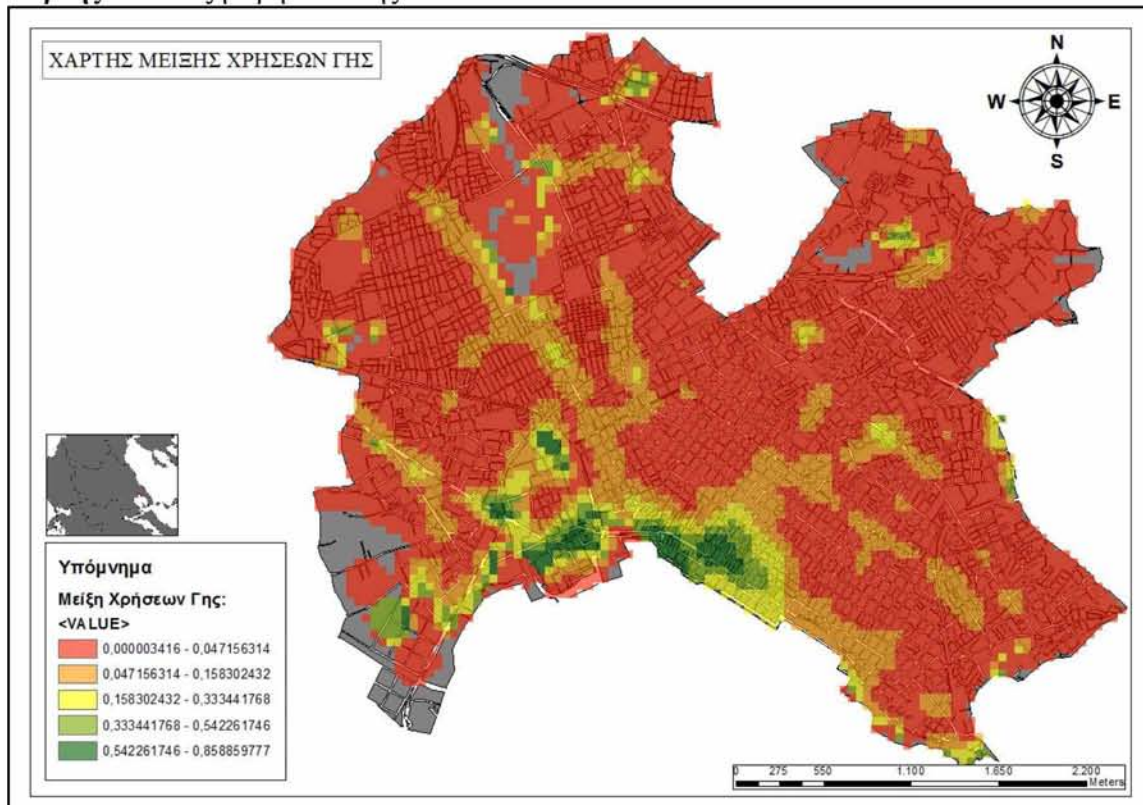 ΧΑΡΤΗΣ ΜΕΙΞΗΣ ΧΡΗΣΕΩΝ ΓΗΣ
N
W E
S
Υπόμνημα
Μείξη Χρήσεων Γης:
<VALUE>
0,000003416 - 0,047156314
0,047156314 - 0,158302432
0,158302432 - 0,333441768
0,333441768 - 0,542261746
0,542261746 - 0,858859777
0 275 550 1.100 1.650 2.200
Meters